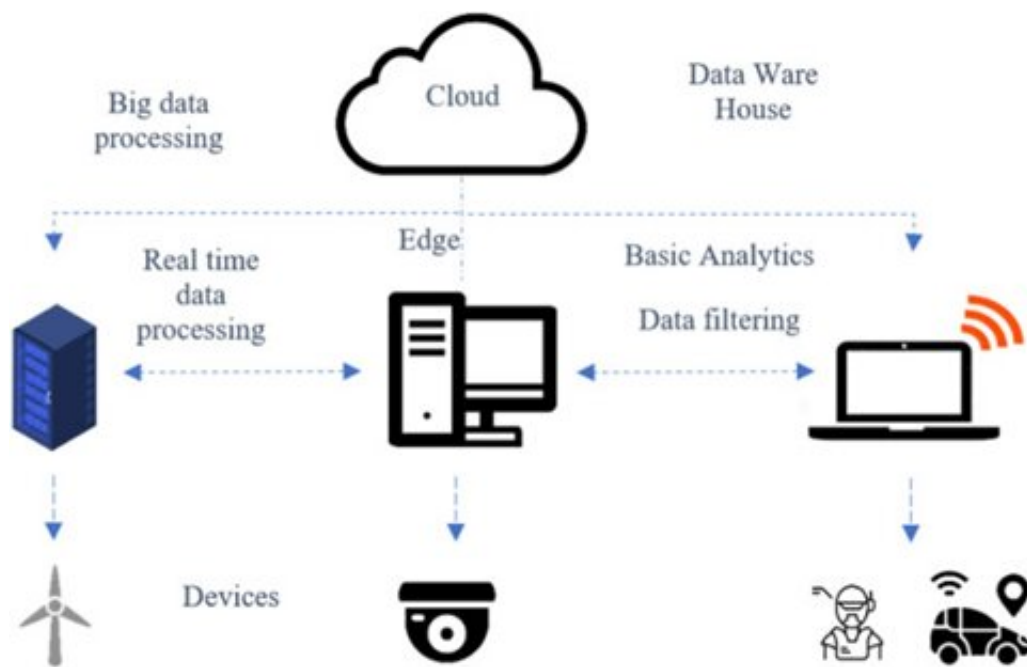 Cloud
Data Ware
House
Big data
processing
Edge
Real time
data
processing
Basic Analytics
Data filtering
Devices